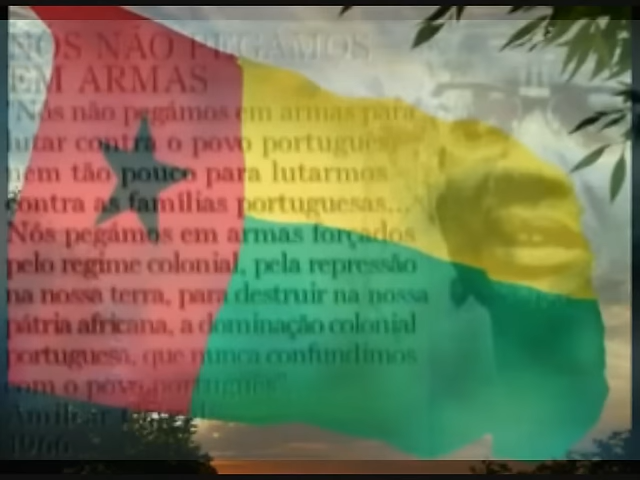 NÓS NÃO PEGÁMOS
EM ARMAS
"Nós não pegámos em armas para
lutar contra o povo português,
nem tão pouco para lutarmos
contra as famílias portuguesas...
Nós pegámos em armas forçados
pelo regime colonial, pela repressão
na nossa terra, para destruir na nossa
pátria africana, a dominação colonial
portuguesa, que nunca confundimos
com o povo português".
Amílcar
1966